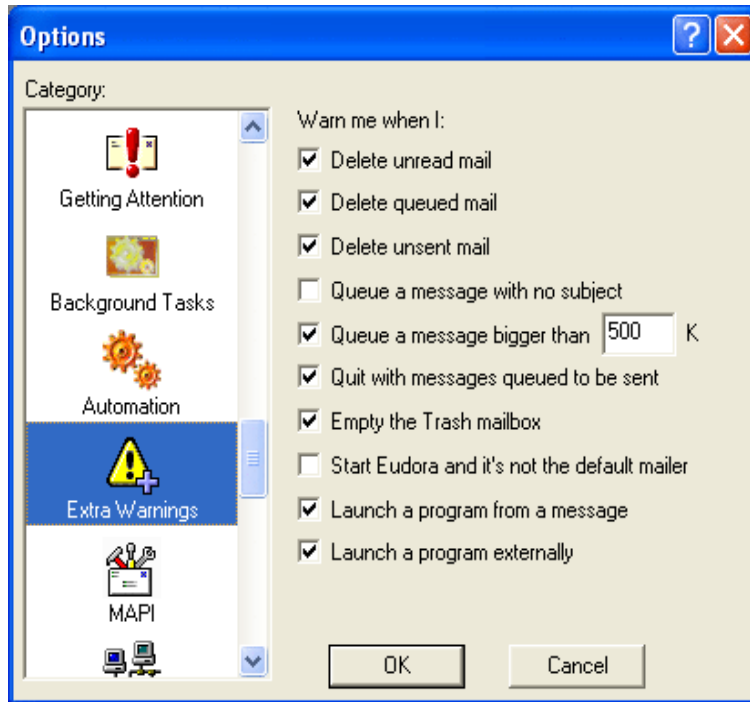 Options
Category:
Getting Attention
Background Tasks
Automation
Extra Warnings
MAPI
Warn me when I:
Delete unread mail
Delete queued mail
Delete unsent mail
Queue a message with no subject
Queue a message bigger than 500 K
Quit with messages queued to be sent
Empty the Trash mailbox
Start Eudora and it's not the default mailer
Launch a program from a message
Launch a program externally
OK
Cancel